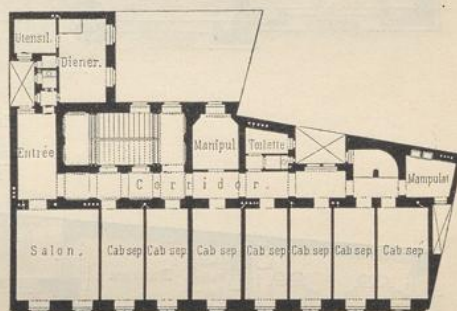 Utensil.
Diener.
Entrée
Manipul
Toilette
Manipulat
Corridor.
Salon.
Cab sep
Cab sep
Cab sep.
Cab sep
Cab sep
Cab sep
Cab sep.